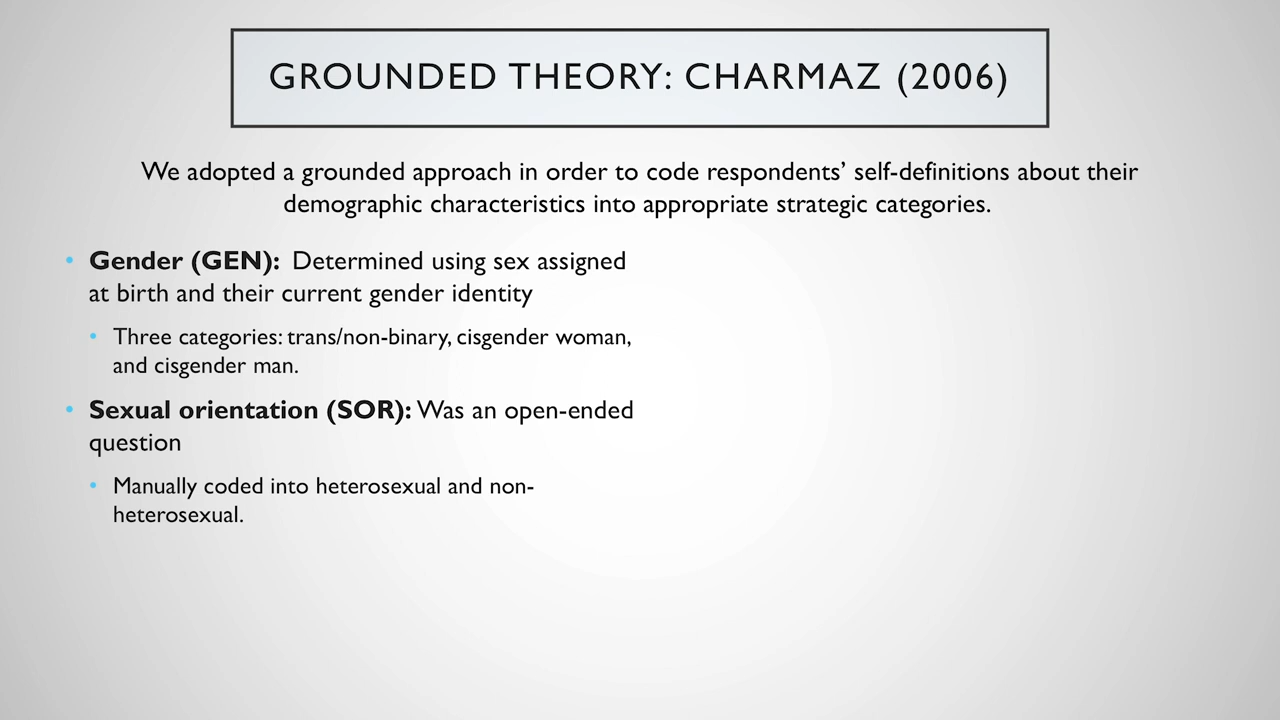 GROUNDED THEORY: CHARMAZ (2006)
We adopted a grounded approach in order to code respondents’ self-definitions about their
demographic characteristics into appropriate strategic categories.
• Gender (GEN): Determined using sex assigned
at birth and their current gender identity
• Three categories: trans/non-binary, cisgender woman,
and cisgender man.
• Sexual orientation (SOR): Was an open-ended
question
• Manually coded into heterosexual and non-
heterosexual.